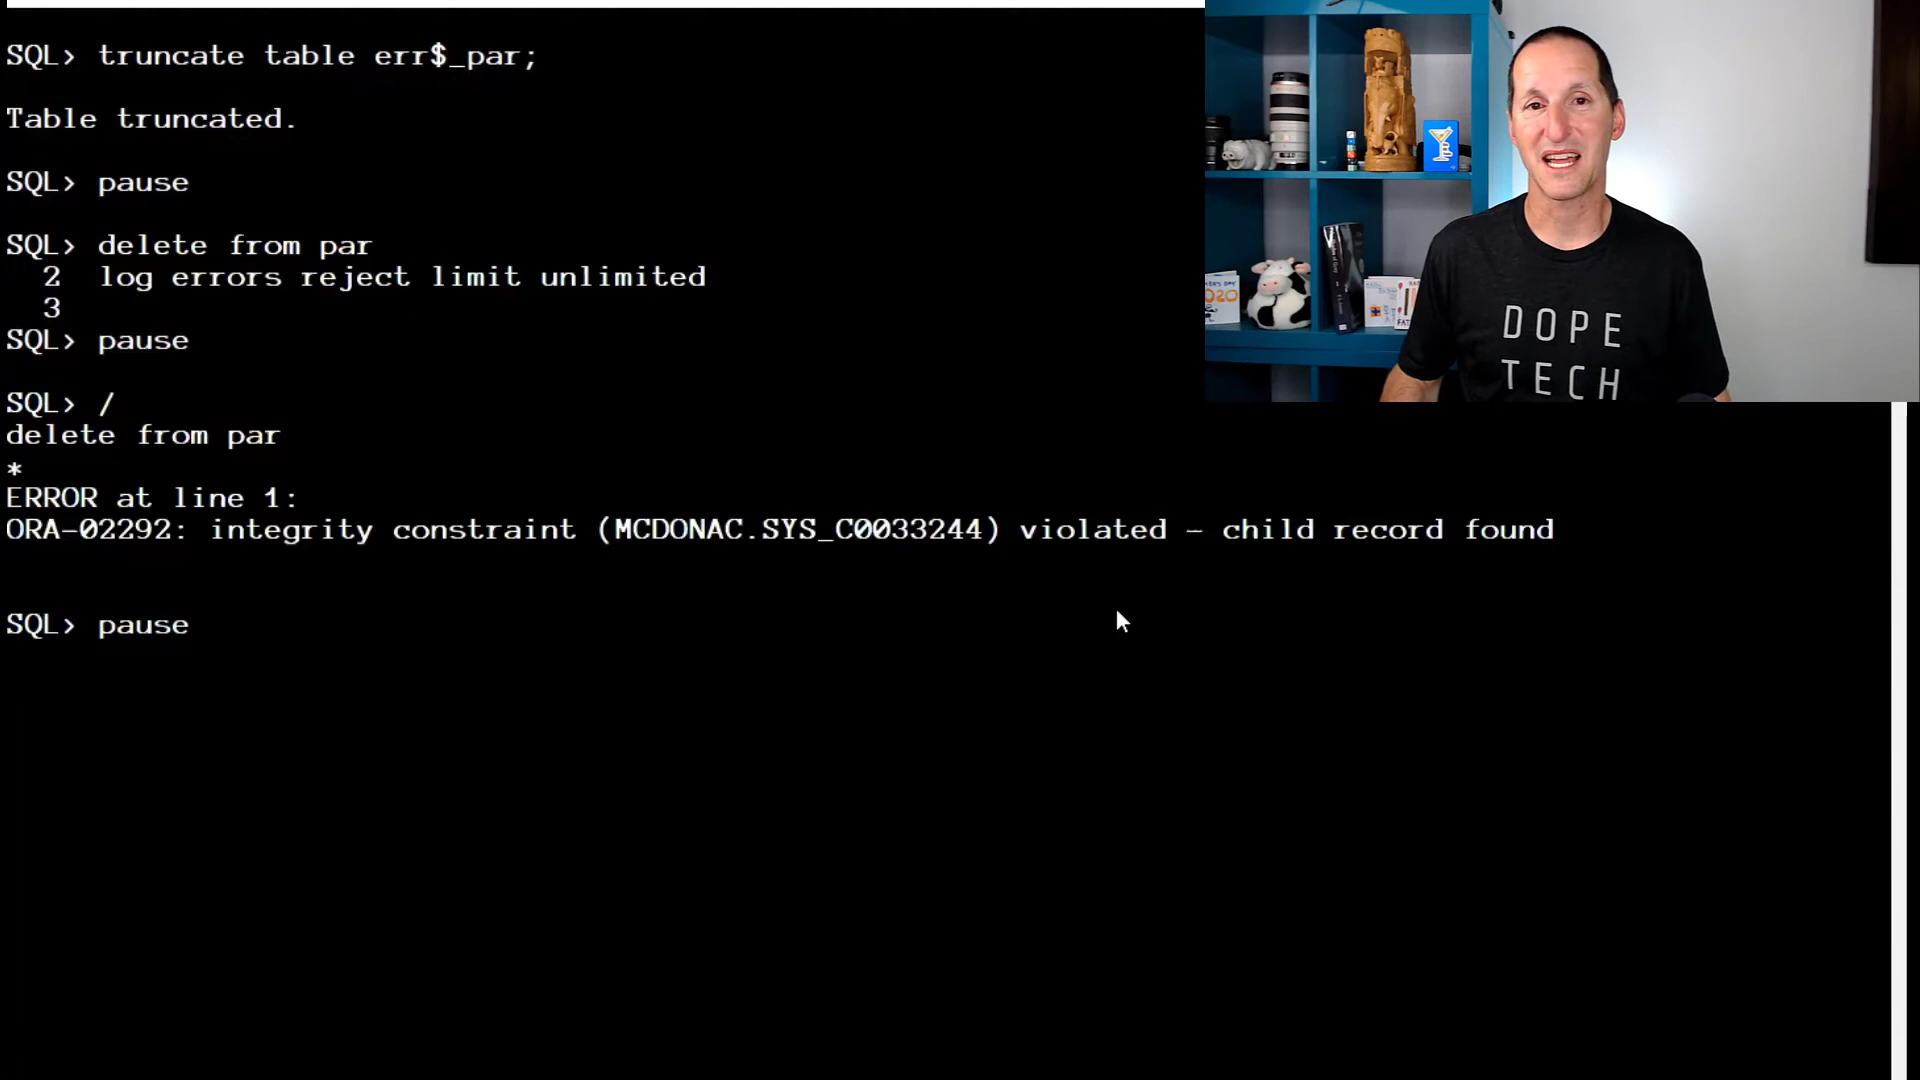 SQL> truncate table err$_par;
Table truncated.
SQL> pause
SQL> delete from par
2 log errors reject limit unlimited
3
SQL> pause
SQL> /
delete from par
*
ERROR at line 1:
ORA-02292: integrity constraint (MCDONAC.SYS_C0033244) violated - child record found
SQL> pause
DOPE
TECH
2020